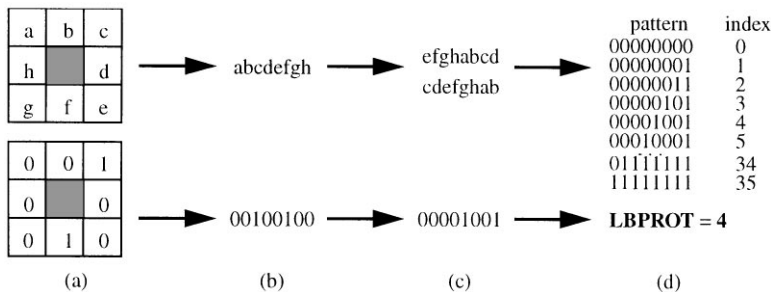 a b c
h d
g f e
abcdefgh
efghabcd
cdefghab
pattern index
00000000 0
00000001 1
00000011 2
00000101 3
00001001 4
00010001 5
....
01111111 34
11111111 35
0 0 1
0 0
0 1 0
00100100
00001001
LBPROT = 4
(a) (b) (c) (d)